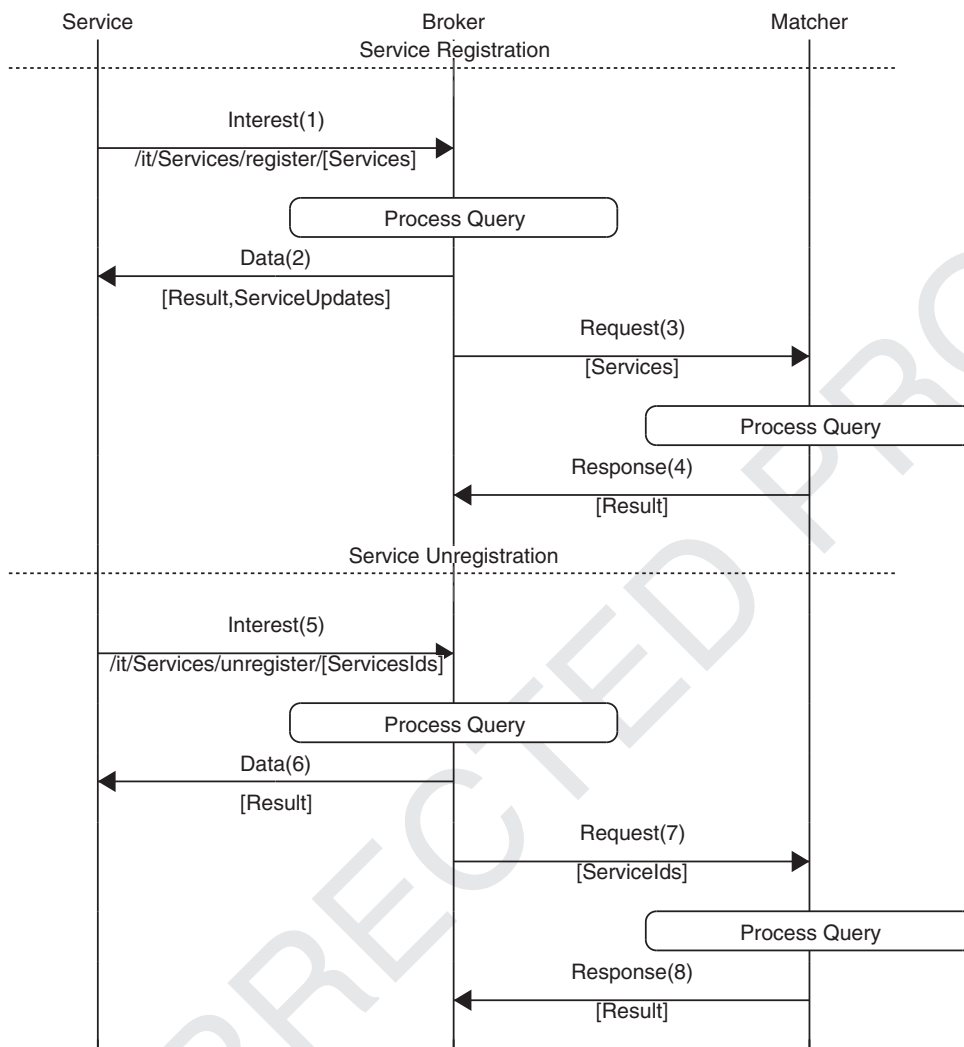 Service Broker Matcher
Service Registration
Interest(1)
/it/Services/register/[Services]
Process Query
Data(2)
[Result,ServiceUpdates]
Request(3)
[Services]
Process Query
Response(4)
[Result]
Service Unregistration
Interest(5)
/it/Services/unregister/[ServicesIds]
Process Query
Data(6)
[Result]
Request(7)
[ServiceIds]
Process Query
Response(8)
[Result]
RECTED PRO